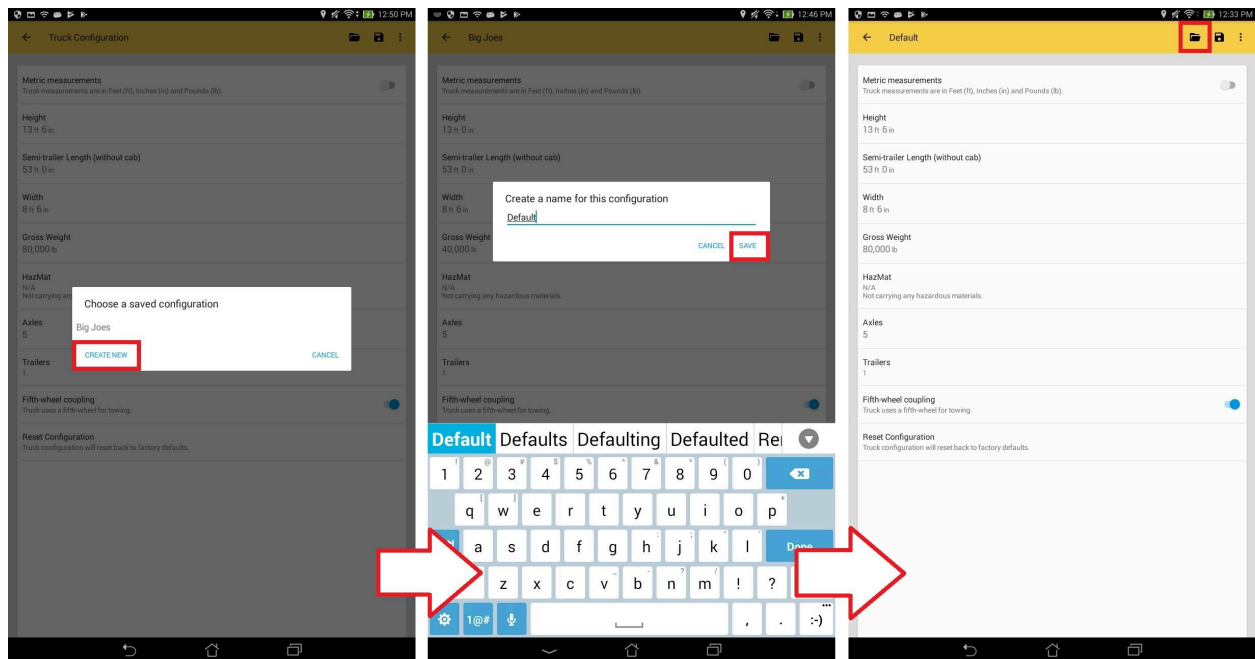 12:50 PM
Truck Configuration
Metric measurements
Truck measurements are in Feet (ft), Inches (in) and Pounds (lb).
Height
13 ft 6 in
Semi-trailer Length (without cab)
53 ft 0 in
Width
8 ft 6 in
Gross Weight
80,000 lb
HazMat
N/A
Not carrying any
Choose a saved configuration
Big Joes
CREATE NEW CANCEL
Axles
5
Trailers
1
Fifth-wheel coupling
Truck uses a fifth-wheel for towing.
Reset Configuration
Truck configuration will reset back to factory defaults.
12:46 PM
Big Joes
Metric measurements
Truck measurements are in Feet (ft), Inches (in) and Pounds (lb).
Height
13 ft 0 in
Semi-trailer Length (without cab)
53 ft 0 in
Width
8 ft 6 in
Create a name for this configuration
Default
CANCEL SAVE
Gross Weight
40,000 lb
HazMat
N/A
Not carrying any hazardous materials.
Axles
5
Trailers
1
Fifth-wheel coupling
Truck uses a fifth-wheel for towing.
Default Defaults Defaulting Defaulted Re
! @ # $ % ^ & * ( )
1 2 3 4 5 6 7 8 9 0
[ ] +
q w e r t y u i o p
: ; ' "
a s d f g h j k l Done
_ - ? /
z x c v b n m ! ?
1@# , . ... :-)
12:33 PM
Default
Metric measurements
Truck measurements are in Feet (ft), Inches (in) and Pounds (lb).
Height
13 ft 6 in
Semi-trailer Length (without cab)
53 ft 0 in
Width
8 ft 6 in
Gross Weight
80,000 lb
HazMat
N/A
Not carrying any hazardous materials.
Axles
5
Trailers
1
Fifth-wheel coupling
Truck uses a fifth-wheel for towing.
Reset Configuration
Truck configuration will reset back to factory defaults.